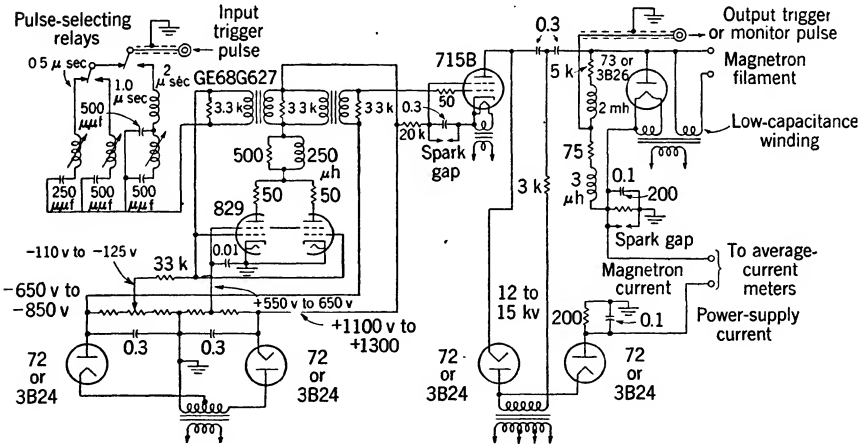 Pulse-selecting
relays
Input
trigger
pulse
0.5 μ sec
1.0
μ sec
2
μ sec
500
μμf
250
μμf
500
μμf
500
μμf
GE68G627
3.3 k
3.3 k
3.3 k
500
250
μh
50
50
829
0.01
-110 v to -125 v
33 k
-650 v to
-850 v
+550 v to 650 v
+1100 v to
+1300
0.3
0.3
72
or
3B24
72
or
3B24
715B
50
0.3
20 k
Spark
gap
0.3
3 k
12 to
15 kv
72
or
3B24
72
or
3B24
200
0.1
Output trigger
or monitor pulse
5 k
73 or
3B26
2 mh
Magnetron
filament
Low-capacitance
winding
75
3
μh
0.1
200
Spark gap
Magnetron
current
To average-
current
meters
Power-supply
current